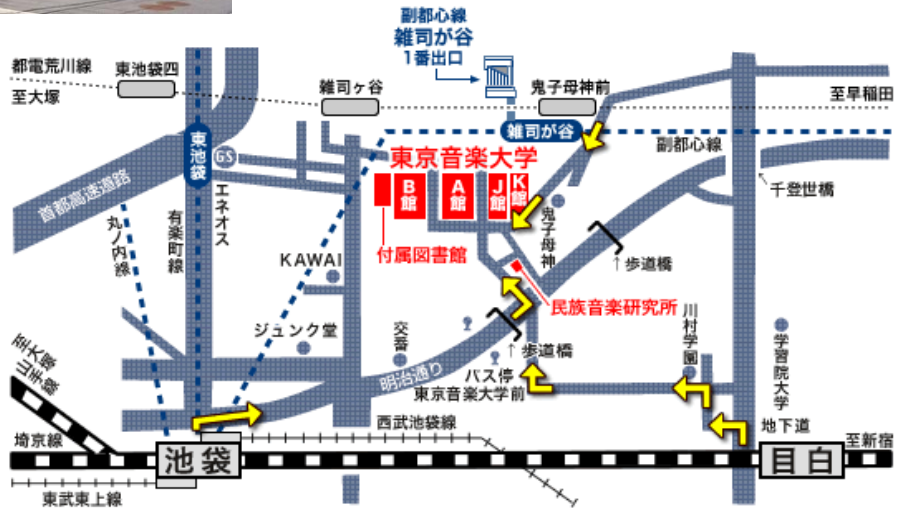 副都心線
雑司が谷
1番出口
都電荒川線
東池袋四
雑司ヶ谷
鬼子母神前
至大塚
至早稲田
東池袋
雑司が谷
副都心線
GS
東京音楽大学
首都高速道路
エネオス
B館
A館
J館
K館
千登世橋
丸ノ内線
有楽町線
付属図書館
鬼子母神
KAWAI
↑歩道橋
民族音楽研究所
ジュンク堂
交番
↑歩道橋
川村学園
学習院大学
至大塚
山手線
明治通り
バス停
東京音楽大学前
西武池袋線
地下道
埼京線
池袋
目白
至新宿
東武東上線